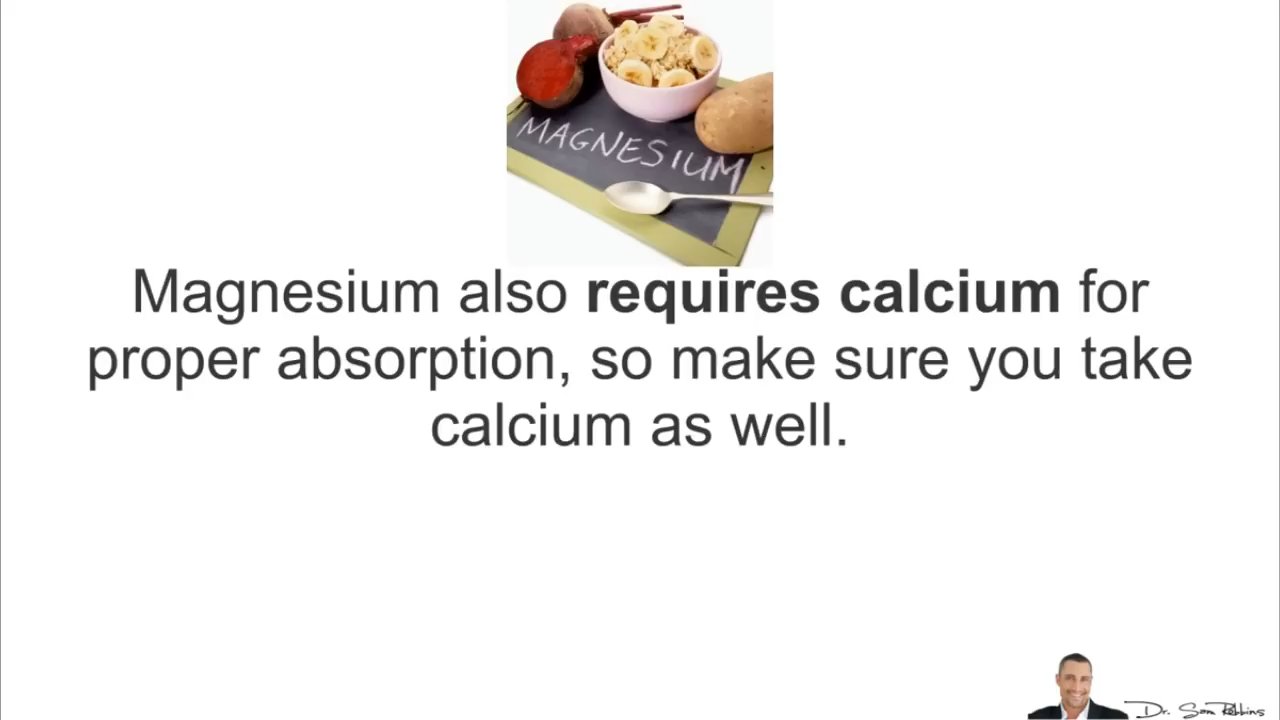 MAGNESIUM
Magnesium also requires calcium for
proper absorption, so make sure you take
calcium as well.
Dr. Sam Robbins